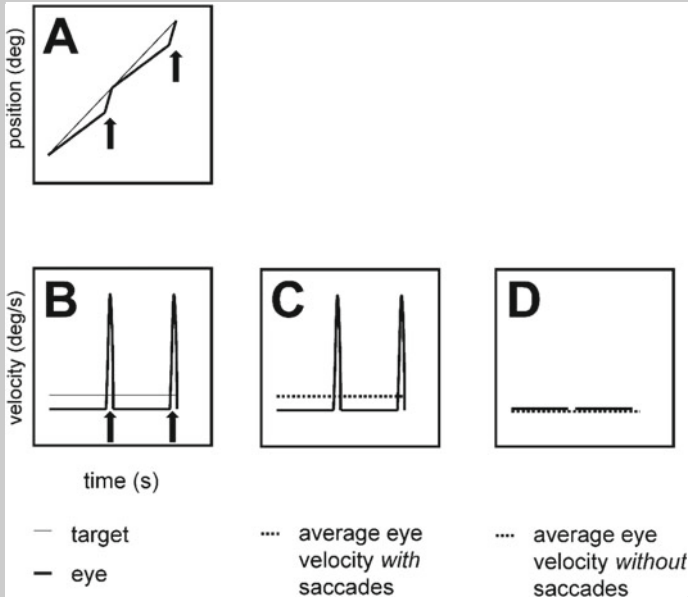 A
position (deg)
B
C
D
velocity (deg/s)
time (s)
target
eye
average eye
velocity with
saccades
average eye
velocity without
saccades